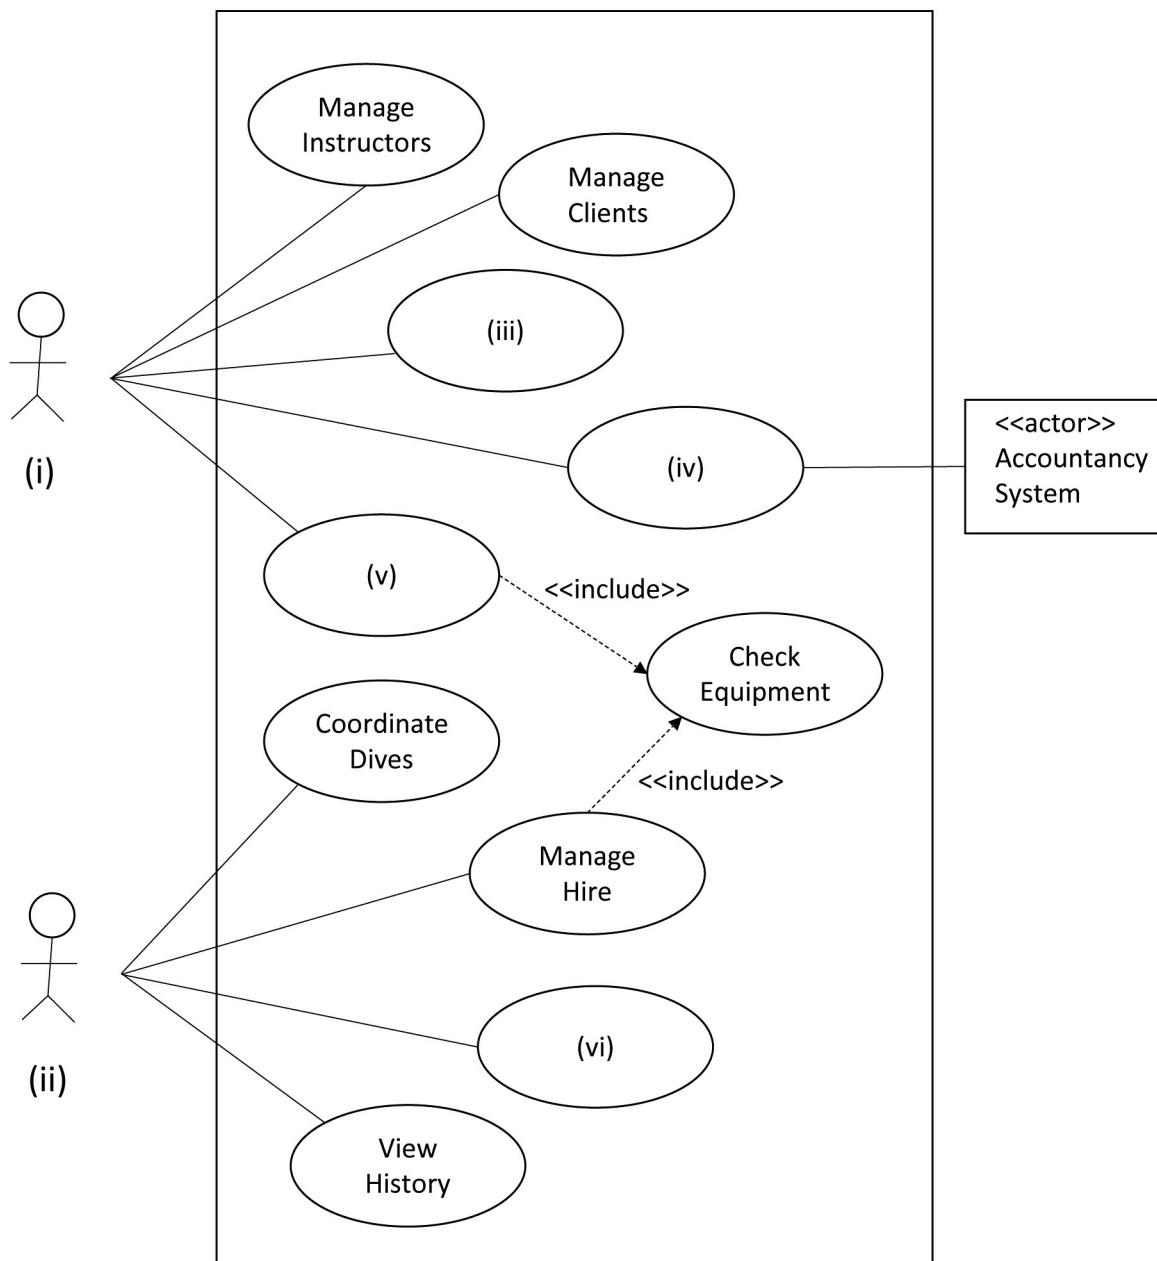 Manage
Instructors
Manage
Clients
(iii)
(i)
(iv)
<<actor>>
Accountancy
System
(v)
<<include>>
Check
Equipment
Coordinate
Dives
<<include>>
Manage
Hire
(ii)
(vi)
View
History